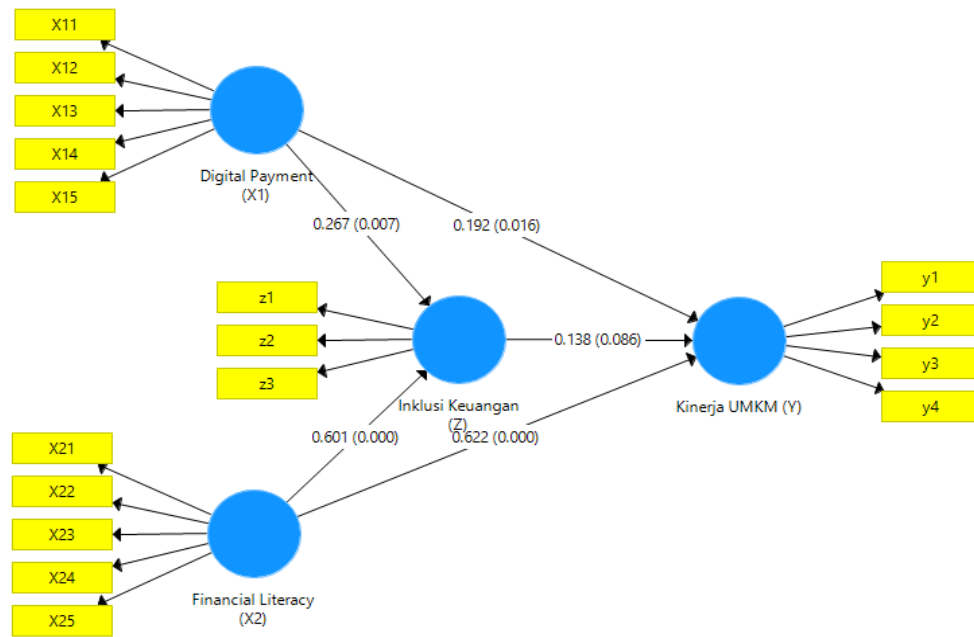 X11
X12
X13
X14
X15
Digital Payment
(X1)
0.267 (0.007)
0.192 (0.016)
z1
z2
z3
Inklusi Keuangan
(Z)
0.138 (0.086)
y1
y2
y3
y4
Kinerja UMKM (Y)
0.601 (0.000)
0.622 (0.000)
X21
X22
X23
X24
X25
Financial Literacy
(X2)